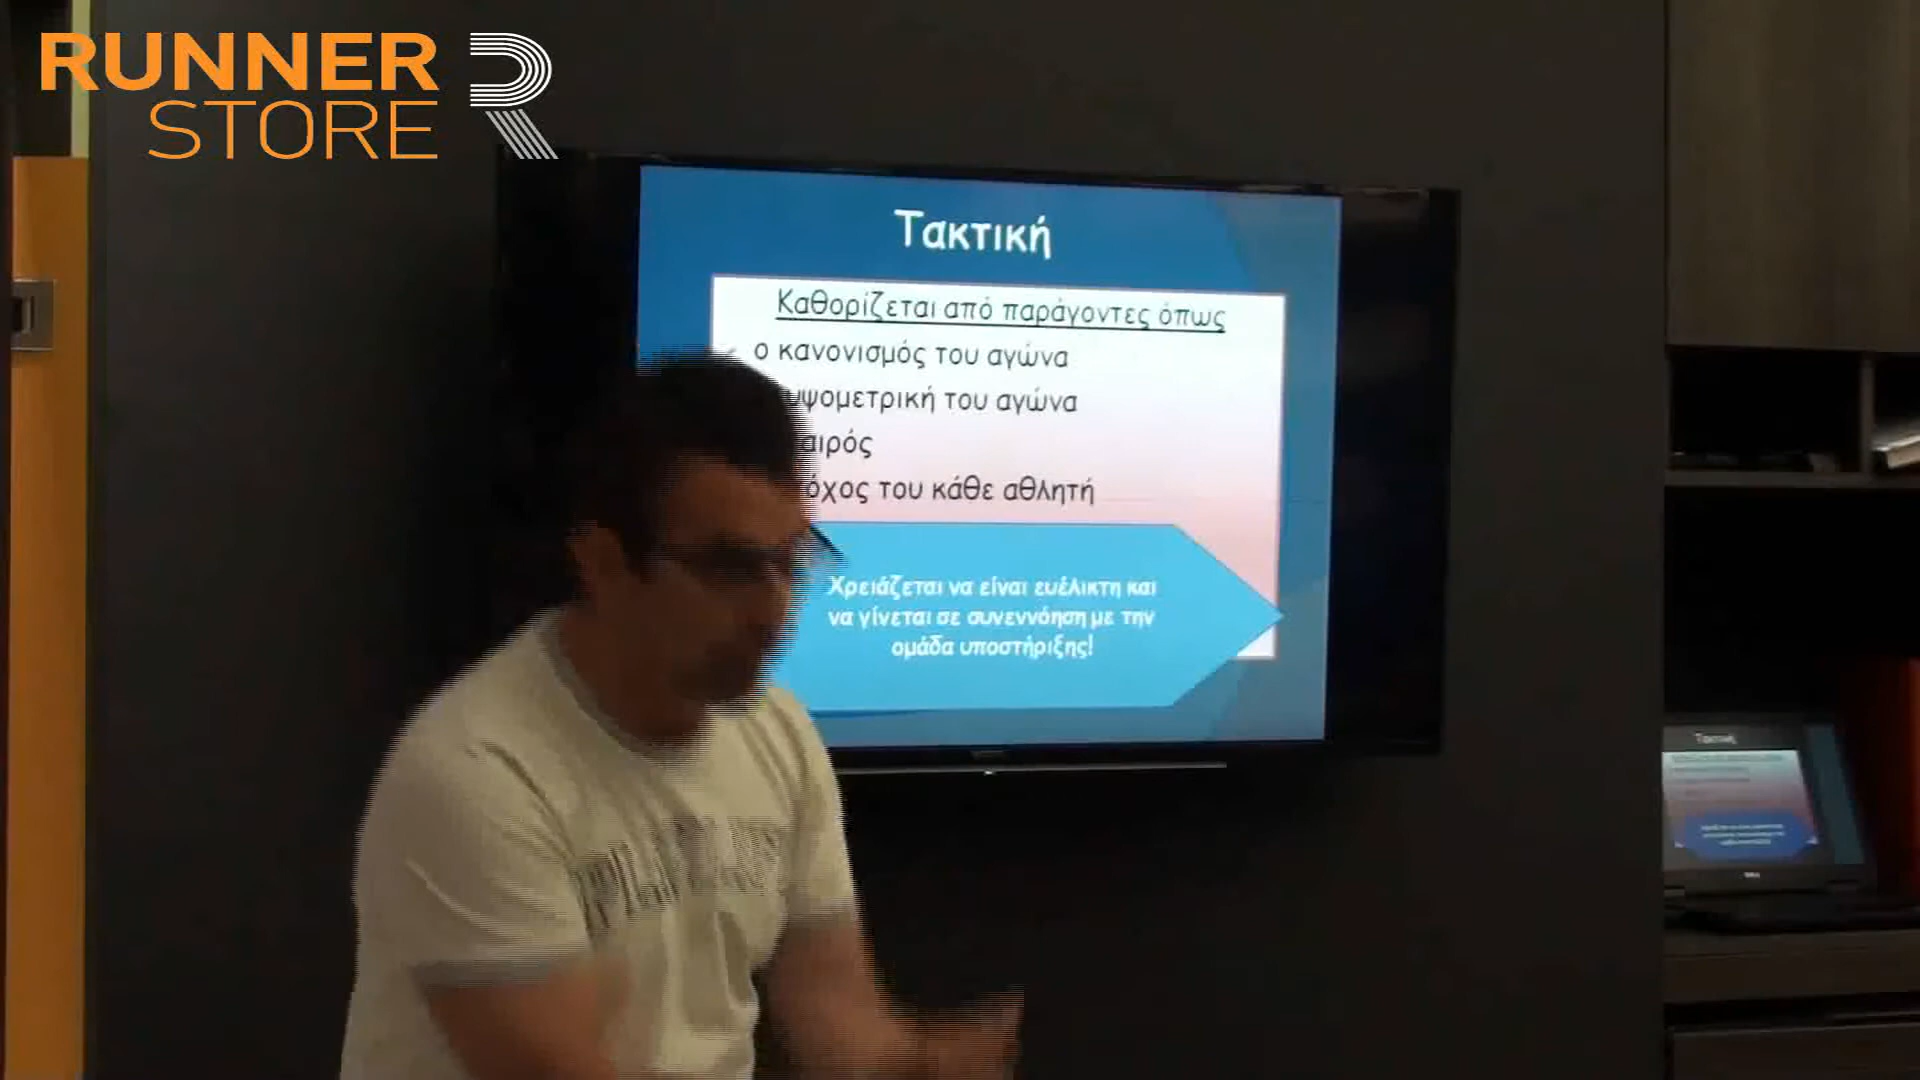 RUNNER
STORE
Τακτική
Καθορίζεται από παράγοντες όπως
ο κανονισμός του αγώνα
υψομετρική του αγώνα
αιρός
όχος του κάθε αθλητή
Χρειάζεται να είναι ευέλικτη και
να γίνεται σε συνεννόηση με την
ομάδα υποστήριξης!
Τακτική